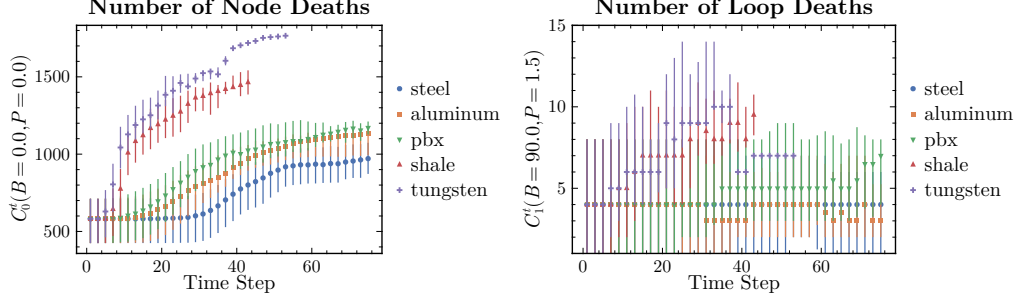 Number of Node Deaths
C_0^t(B = 0.0, P = 0.0)
1500
1000
500
0
20
40
60
Time Step
steel
aluminum
pbx
shale
tungsten
Number of Loop Deaths
C_1^t(B = 90.0, P = 1.5)
15
10
5
0
20
40
60
Time Step
steel
aluminum
pbx
shale
tungsten